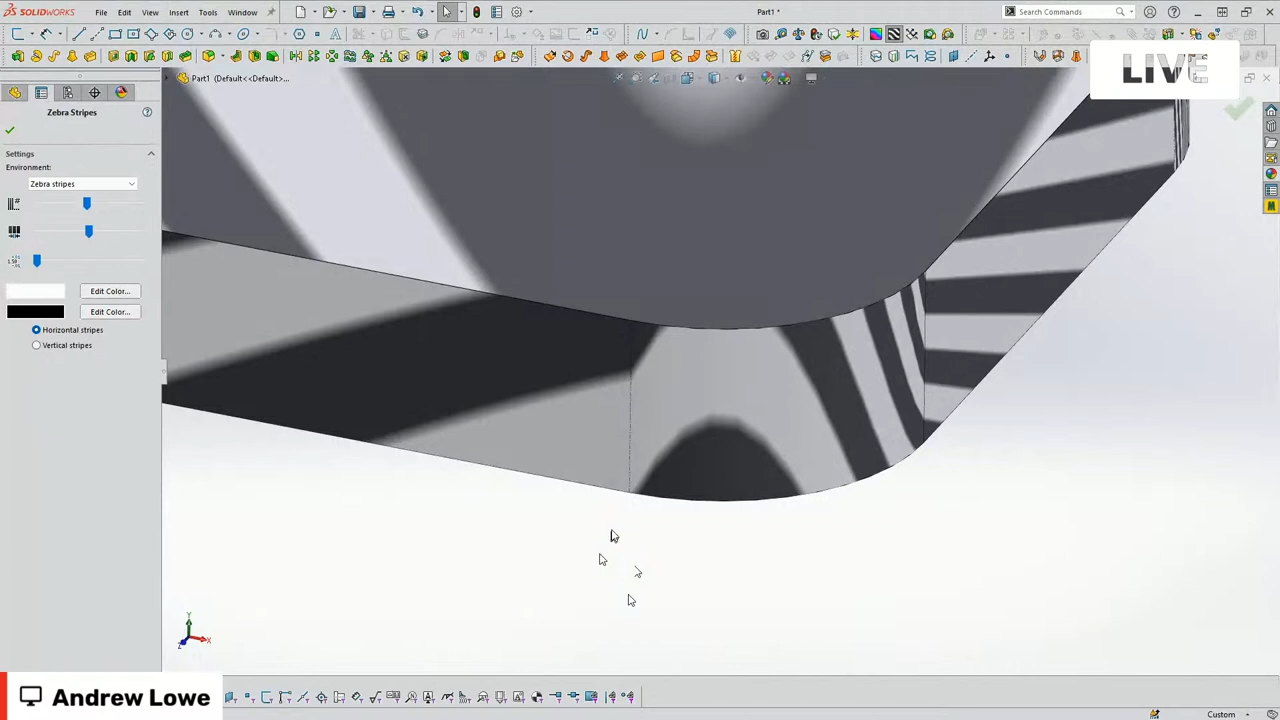 SOLIDWORKS
File
Edit
View
Insert
Tools
Window
Part1 *
Search Commands
LIVE
Part1 (Default<<Default>...
Zebra Stripes
Settings
Environment:
Zebra stripes
Edit Color...
Edit Color...
Horizontal stripes
Vertical stripes
Y
X
Z
Andrew Lowe
Custom